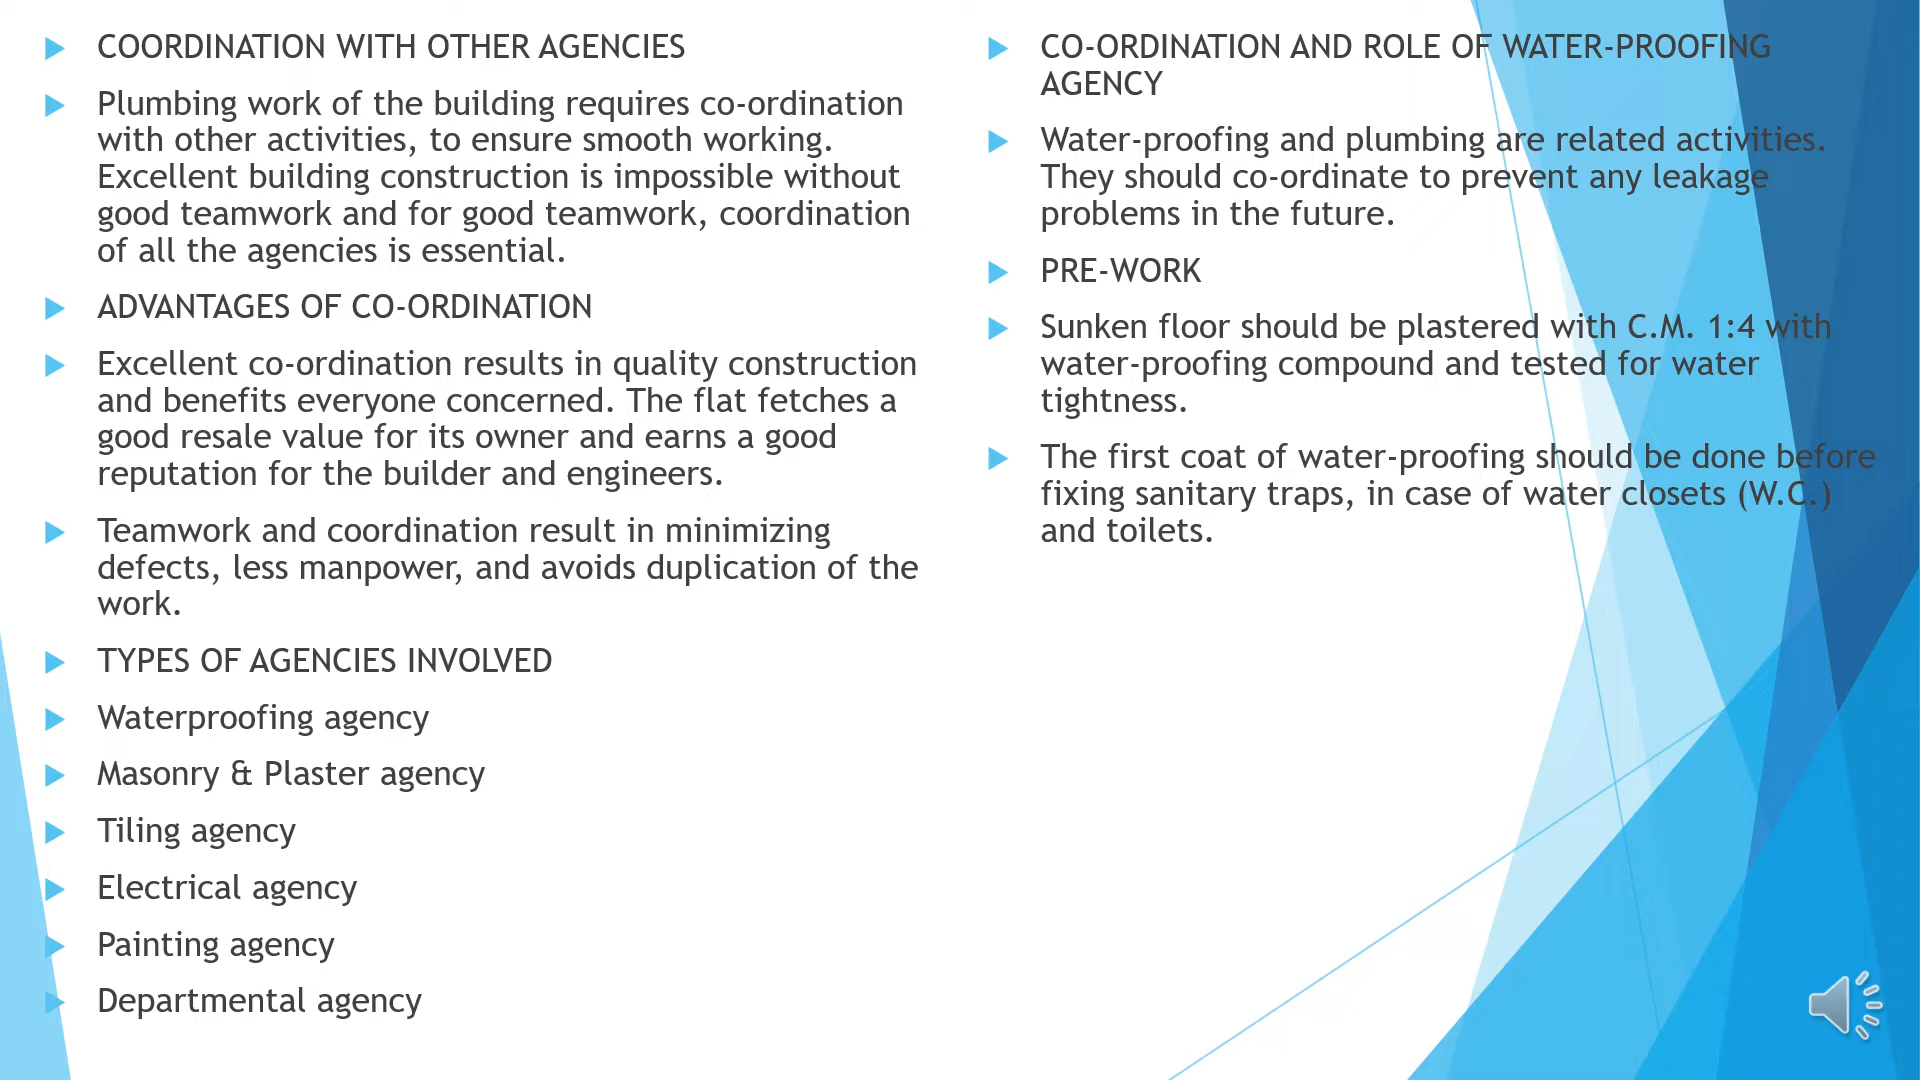 COORDINATION WITH OTHER AGENCIES
Plumbing work of the building requires co-ordination
with other activities, to ensure smooth working.
Excellent building construction is impossible without
good teamwork and for good teamwork, coordination
of all the agencies is essential.
ADVANTAGES OF CO-ORDINATION
Excellent co-ordination results in quality construction
and benefits everyone concerned. The flat fetches a
good resale value for its owner and earns a good
reputation for the builder and engineers.
Teamwork and coordination result in minimizing
defects, less manpower, and avoids duplication of the
work.
TYPES OF AGENCIES INVOLVED
Waterproofing agency
Masonry & Plaster agency
Tiling agency
Electrical agency
Painting agency
Departmental agency
CO-ORDINATION AND ROLE OF WATER-PROOFING
AGENCY
Water-proofing and plumbing are related activities.
They should co-ordinate to prevent any leakage
problems in the future.
PRE-WORK
Sunken floor should be plastered with C.M. 1:4 with
water-proofing compound and tested for water
tightness.
The first coat of water-proofing should be done before
fixing sanitary traps, in case of water closets (W.C.)
and toilets.